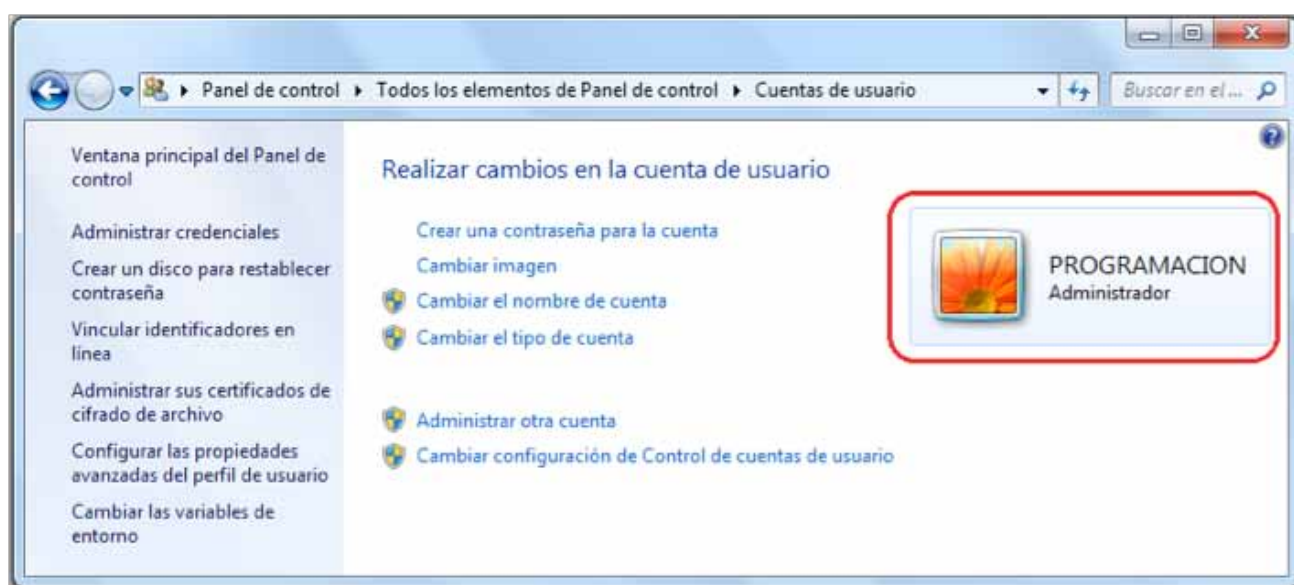 Panel de control ▸ Todos los elementos de Panel de control ▸ Cuentas de usuario
Buscar en el ...
Ventana principal del Panel de
control
Administrar credenciales
Crear un disco para restablecer
contraseña
Vincular identificadores en
línea
Administrar sus certificados de
cifrado de archivo
Configurar las propiedades
avanzadas del perfil de usuario
Cambiar las variables de
entorno
Realizar cambios en la cuenta de usuario
Crear una contraseña para la cuenta
Cambiar imagen
Cambiar el nombre de cuenta
Cambiar el tipo de cuenta
Administrar otra cuenta
Cambiar configuración de Control de cuentas de usuario
PROGRAMACION
Administrador